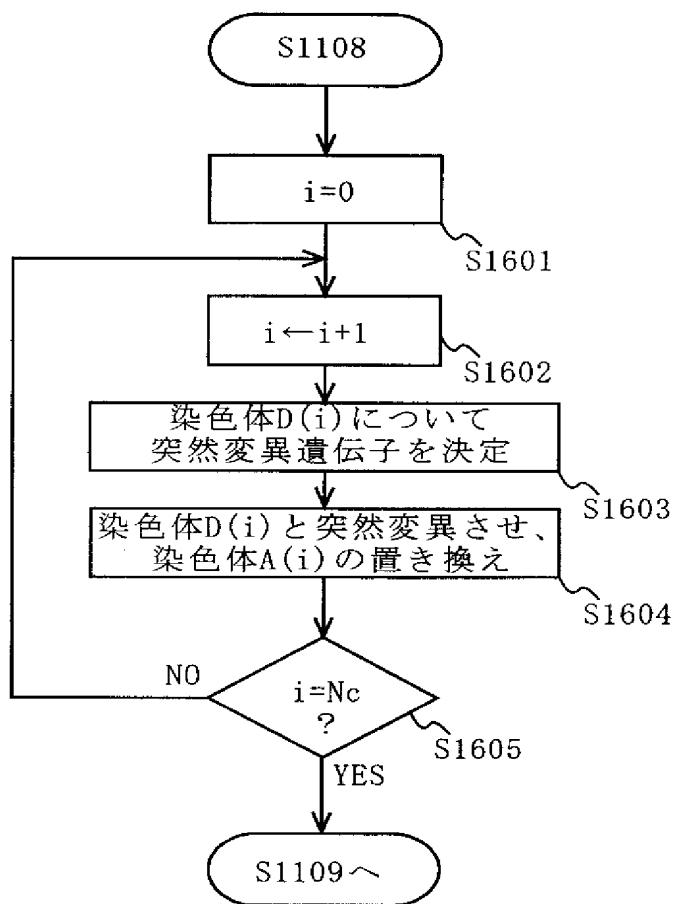 S1108
i=0
S1601
i←i+1
S1602
染色体D(i)について
突然変異遺伝子を決定
S1603
染色体D(i)と突然変異させ、
染色体A(i)の置き換え
S1604
NO
i=Nc
?
S1605
YES
S1109へ